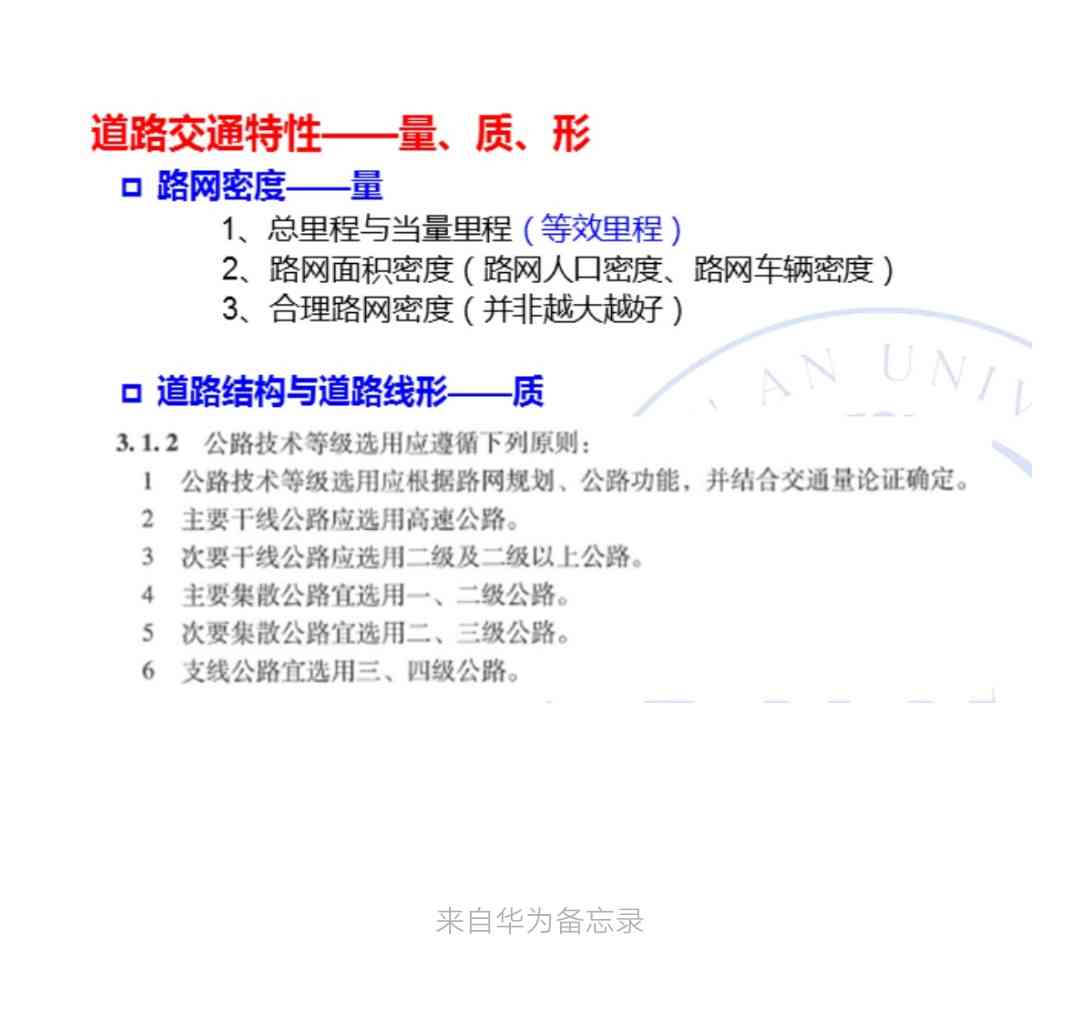 道路交通特性——量、质、形
路网密度——量
1、总里程与当量里程（等效里程）
2、路网面积密度（路网人口密度、路网车辆密度）
3、合理路网密度（并非越大越好）
AN UNIV
道路结构与道路线形——质
3.1.2 公路技术等级选用应遵循下列原则：
1 公路技术等级选用应根据路网规划、公路功能，并结合交通量论证确定。
2 主要干线公路应选用高速公路。
3 次要干线公路应选用二级及二级以上公路。
4 主要集散公路宜选用一、二级公路。
5 次要集散公路宜选用二、三级公路。
6 支线公路宜选用三、四级公路。
来自华为备忘录